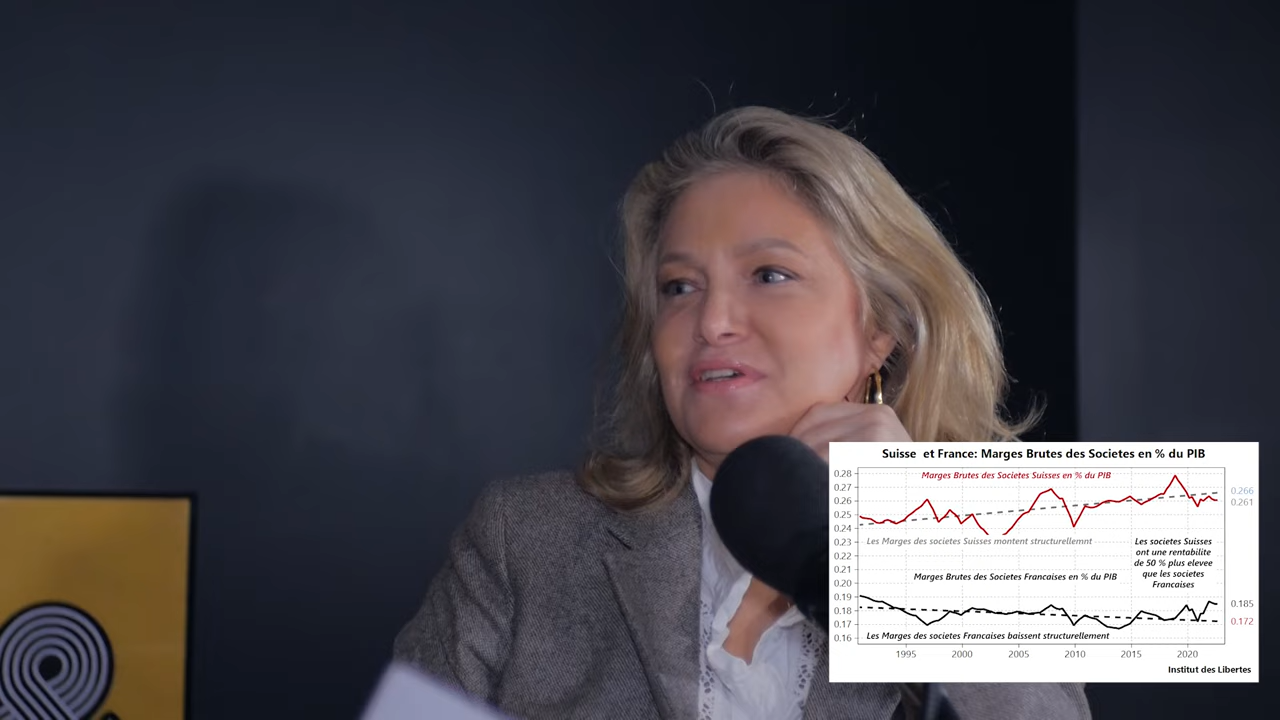 Suisse et France: Marges Brutes des Societes en % du PIB
Marges Brutes des Societes Suisses en % du PIB
0.28
0.27
0.26
0.25
0.24
0.23
0.22
0.21
0.20
0.19
0.18
0.17
0.16
0.266
0.261
Les Marges des societes Suisses montent structurellemnt
Les societes Suisses
ont une rentabilite
de 50 % plus elevee
que les societes
Francaises
Marges Brutes des Societes Francaises en % du PIB
0.185
0.172
Les Marges des societes Francaises baissent structurellement
1995
2000
2005
2010
2015
2020
Institut des Libertes